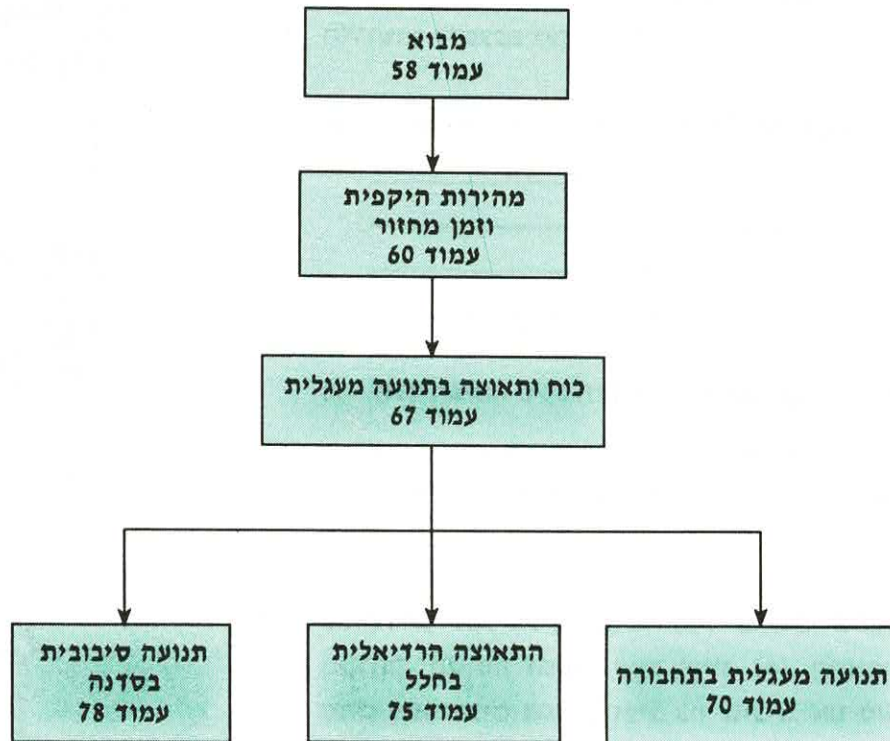 מבוא
עמוד 58
מהירות היקפית
וזמן מחזור
עמוד 60
כוח ותאוצה בתנועה מעגלית
עמוד 67
תנועה מעגלית בתחבורה
עמוד 70
התאוצה הרדיאלית
בחלל
עמוד 75
תנועה סיבובית
בסדנה
עמוד 78